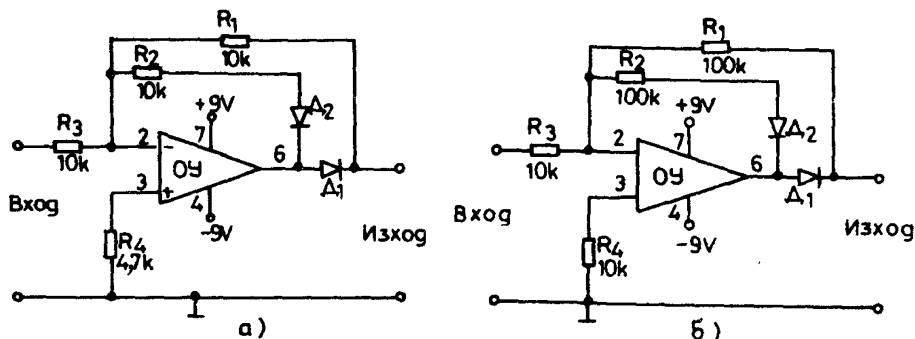 R1
10k
R2
10k
+9V
Д2
R3
10k
2
7
-
6
ОУ
3
+
4
-9V
Д1
Вход
Изход
R4
4,7k
а)
R1
100k
R2
100k
+9V
Д2
R3
10k
2
7
6
ОУ
3
4
-9V
Д1
Вход
Изход
R4
10k
б)